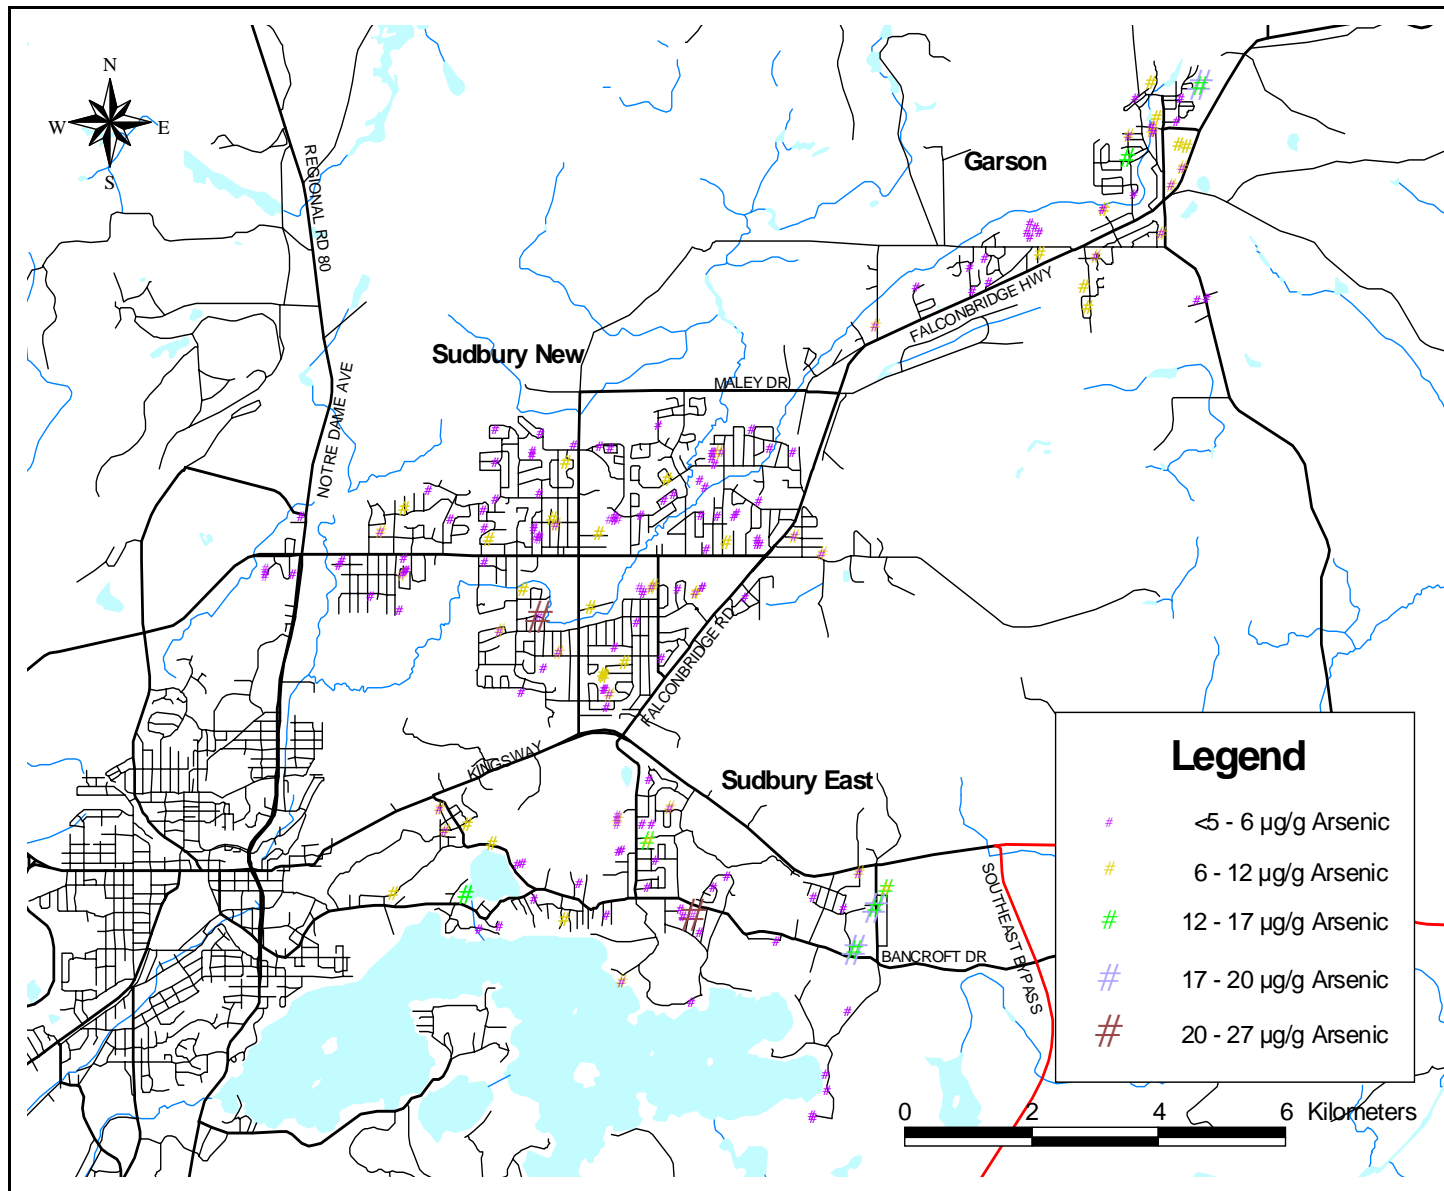 N
W E
S
REGIONAL RD 80
Garson
FALCONBRIDGE HWY
Sudbury New
MALEY DR
NOTRE DAME AVE
FALCONBRIDGE RD
KINGSWAY
Sudbury East
SOUTHEAST BYPASS
BANCROFT DR
Legend
# <5 - 6 µg/g Arsenic
# 6 - 12 µg/g Arsenic
# 12 - 17 µg/g Arsenic
# 17 - 20 µg/g Arsenic
# 20 - 27 µg/g Arsenic
0 2 4 6 Kilometers